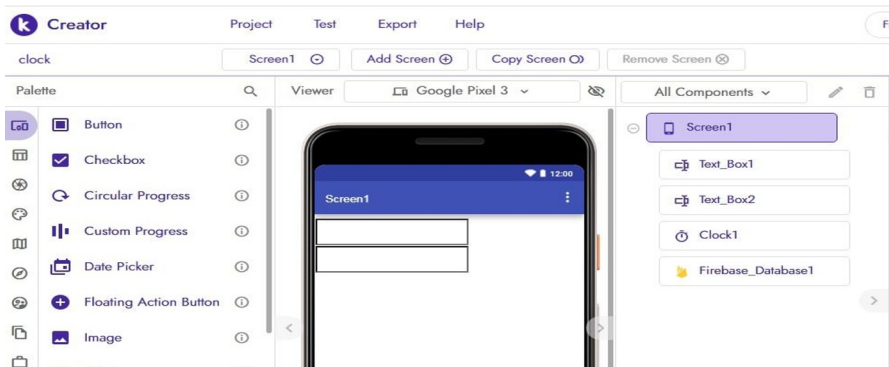 Creator Project Test Export Help
clock Screen1 Add Screen Copy Screen Remove Screen
Palette Viewer Google Pixel 3 All Components
Button
Checkbox
Circular Progress
Custom Progress
Date Picker
Floating Action Button
Image
12:00
Screen1
Screen1
Text_Box1
Text_Box2
Clock1
Firebase_Database1